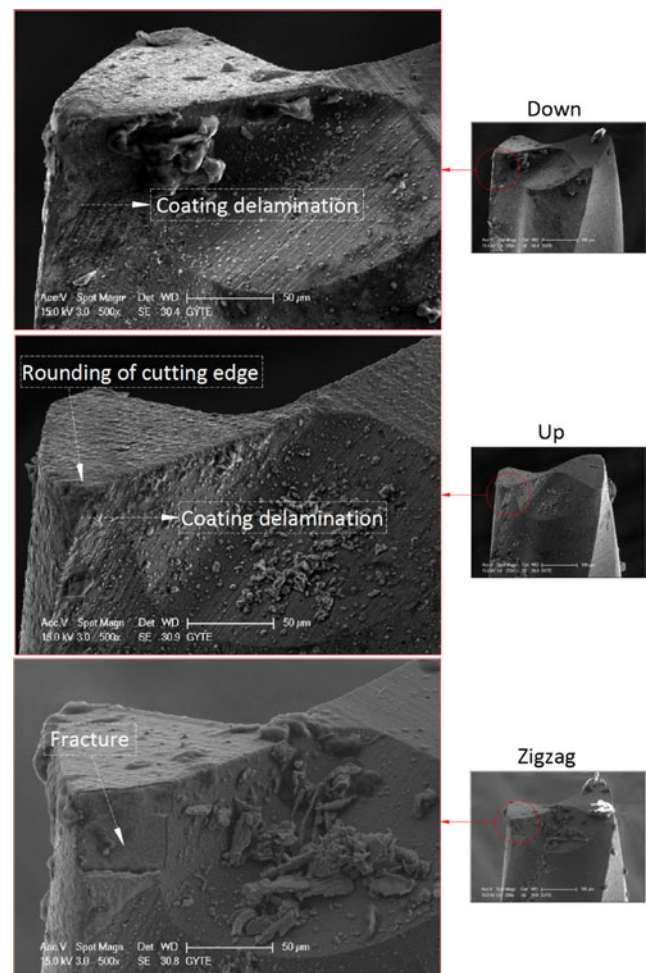 Down
Coating delamination
Acc.V Spot Magn Det WD 50 µm
15.0 kV 3.0 500x SE 30.4 GYTE
Up
Rounding of cutting edge
Coating delamination
Acc.V Spot Magn Det WD 50 µm
15.0 kV 3.0 500x SE 30.9 GYTE
Zigzag
Fracture
Acc.V Spot Magn Det WD 50 µm
15.0 kV 3.0 500x SE 30.8 GYTE